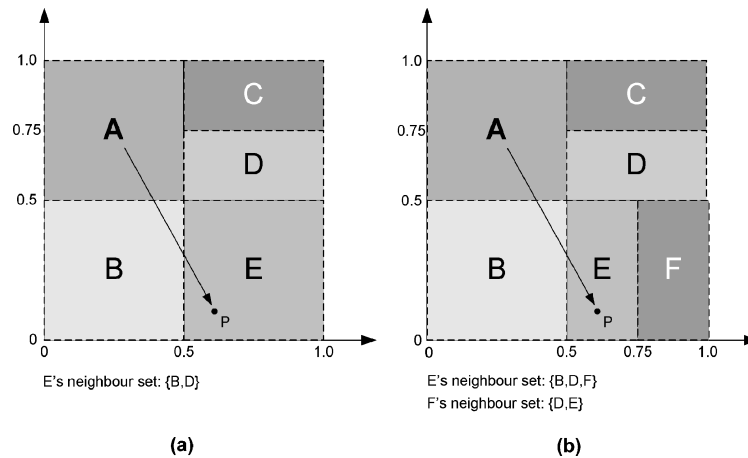 1.0
C
A
0.75
D
0.5
B
E
P
0
0
0.5
1.0
E's neighbour set: {B,D}
(a)
1.0
C
A
0.75
D
0.5
B
E
F
P
0
0
0.5
0.75
1.0
E's neighbour set: {B,D,F}
F's neighbour set: {D,E}
(b)